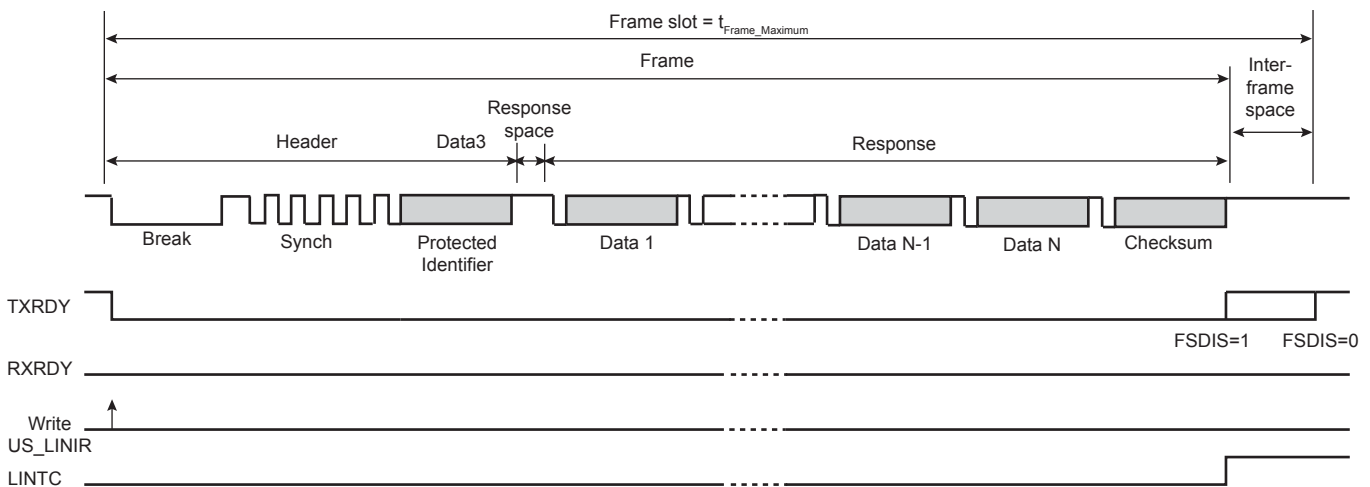 Frame slot = tFrame_Maximum
Frame
Inter-
frame
space
Response
space
Header
Data3
Response
Break
Synch
Protected
Identifier
Data 1
Data N-1
Data N
Checksum
TXRDY
FSDIS=1
FSDIS=0
RXRDY
Write
US_LINIR
LINTC